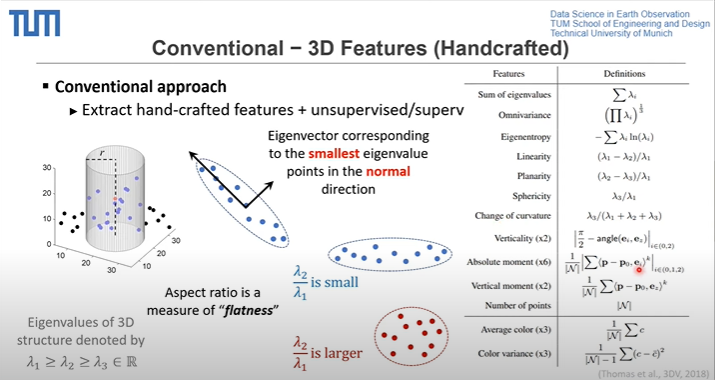 TUM
Data Science in Earth Observation
TUM School of Engineering and Design
Technical University of Munich
Conventional – 3D Features (Handcrafted)
▪ Conventional approach
▸ Extract hand-crafted features + unsupervised/superv
Eigenvector corresponding
to the smallest eigenvalue
points in the normal
direction
r
30
20
10
0
10
20
30
10
20
30
λ₂/λ₁ is small
Aspect ratio is a
measure of “flatness”
λ₂/λ₁ is larger
Eigenvalues of 3D
structure denoted by
λ₁ ≥ λ₂ ≥ λ₃ ∈ ℝ
Features Definitions
Sum of eigenvalues ∑ λᵢ
Omnivariance (∏ λᵢ)^(1/3)
Eigenentropy −∑ λᵢ ln(λᵢ)
Linearity (λ₁ − λ₂)/λ₁
Planarity (λ₂ − λ₃)/λ₁
Sphericity λ₃/λ₁
Change of curvature λ₃/(λ₁ + λ₂ + λ₃)
Verticality (x2) |π/2 − angle(eᵢ, e_z)|_{i∈(0,2)}
Absolute moment (x6) 1/|N| |∑⟨p − p₀, eᵢ⟩ᵏ|_{i∈(0,1,2)}
Vertical moment (x2) 1/|N| ∑⟨p − p₀, e_z⟩ᵏ
Number of points |N|
Average color (x3) 1/|N| ∑ c
Color variance (x3) 1/(|N| − 1) ∑(c − c̄)²
(Thomas et al., 3DV, 2018)